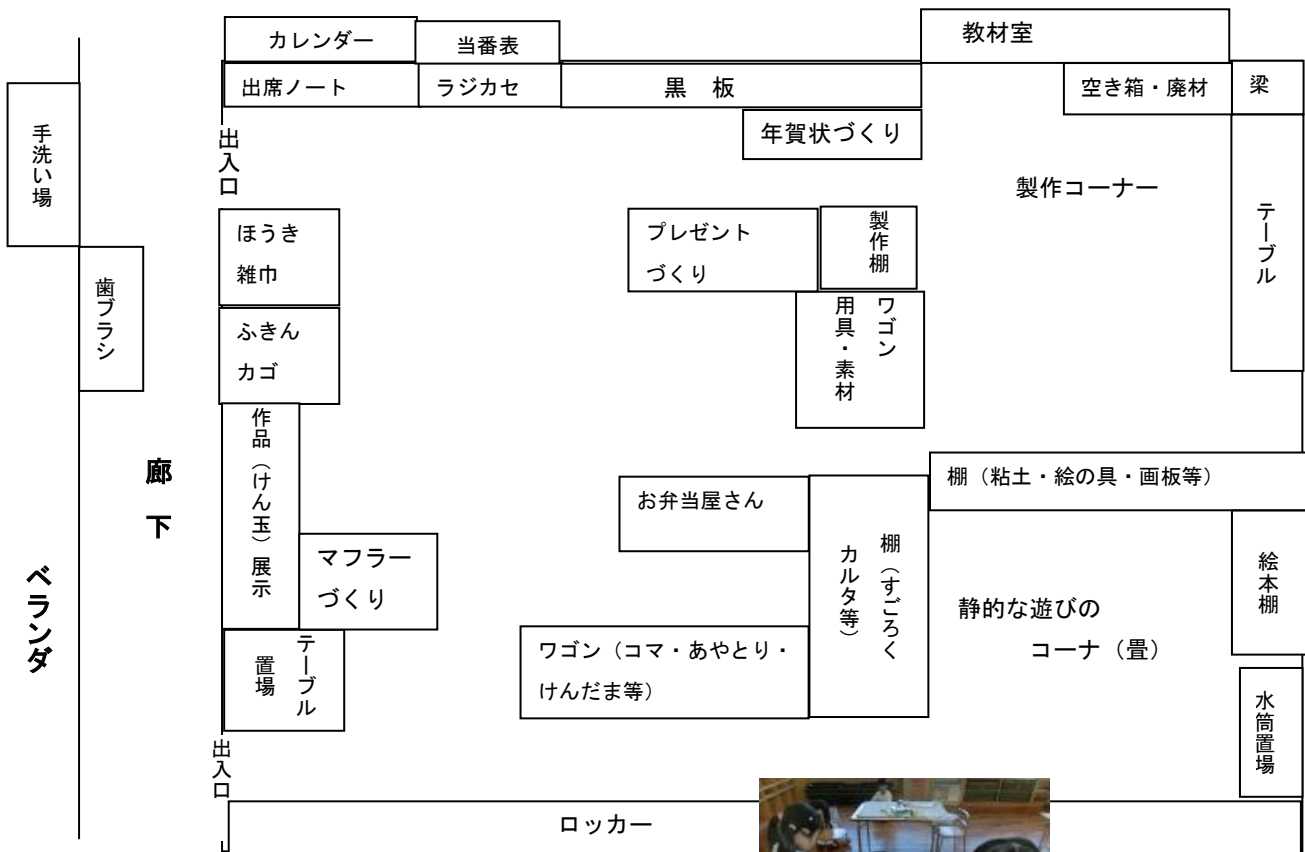 カレンダー
当番表
教材室
出席ノート
ラジカセ
黒 板
空き箱・廃材
梁
手洗い場
出入口
年賀状づくり
製作コーナー
テーブル
ほうき
雑巾
プレゼント
づくり
製作棚
歯ブラシ
ふきん
カゴ
ワゴン
用具・素材
作品(けん玉)展示
廊下
棚(粘土・絵の具・画板等)
お弁当屋さん
棚(すごろく
カルタ等)
マフラー
づくり
絵本棚
ベランダ
静的な遊びの
コーナ(畳)
テーブル
置場
ワゴン(コマ・あやとり・
けんだま等)
水筒置場
出入口
ロッカー